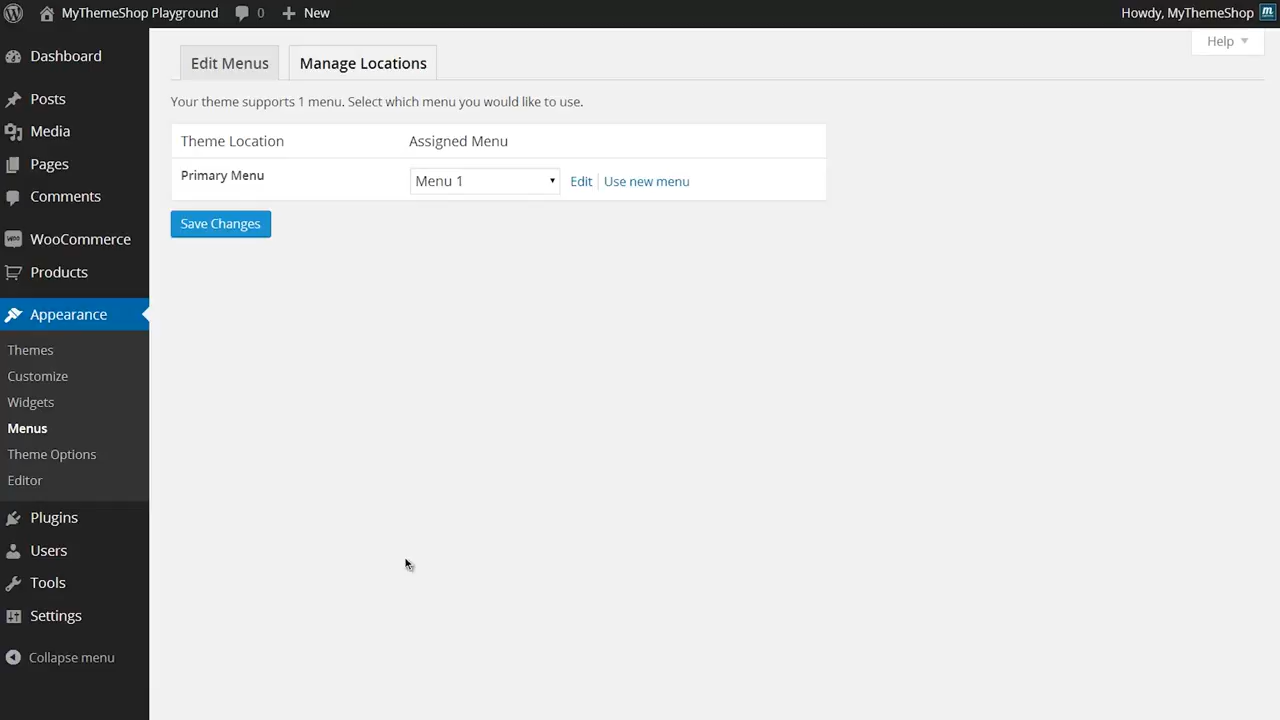 MyThemeShop Playground 0 New Howdy, MyThemeShop m
Help
Dashboard
Posts
Media
Pages
Comments
WooCommerce
Products
Appearance
Themes
Customize
Widgets
Menus
Theme Options
Editor
Plugins
Users
Tools
Settings
Collapse menu
Edit Menus Manage Locations
Your theme supports 1 menu. Select which menu you would like to use.
Theme Location Assigned Menu
Primary Menu Menu 1 Edit Use new menu
Save Changes